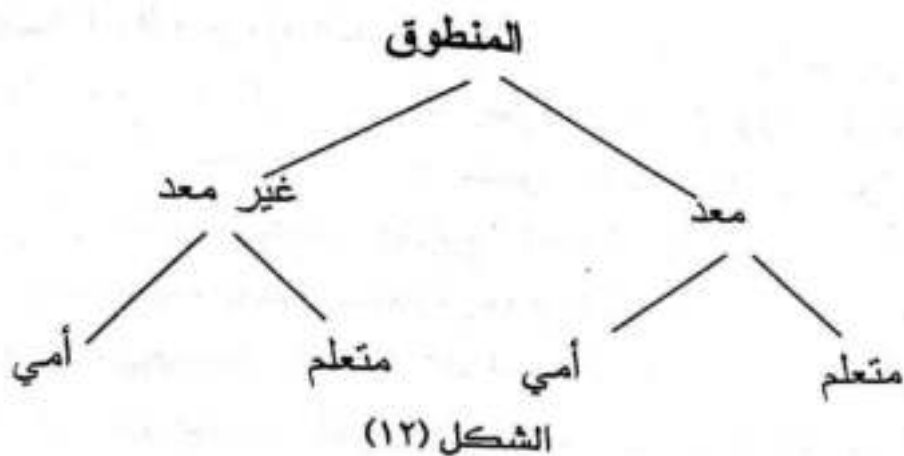 المنطوق
معد غير معد
متعلم أمي متعلم أمي
الشكل (١٢)